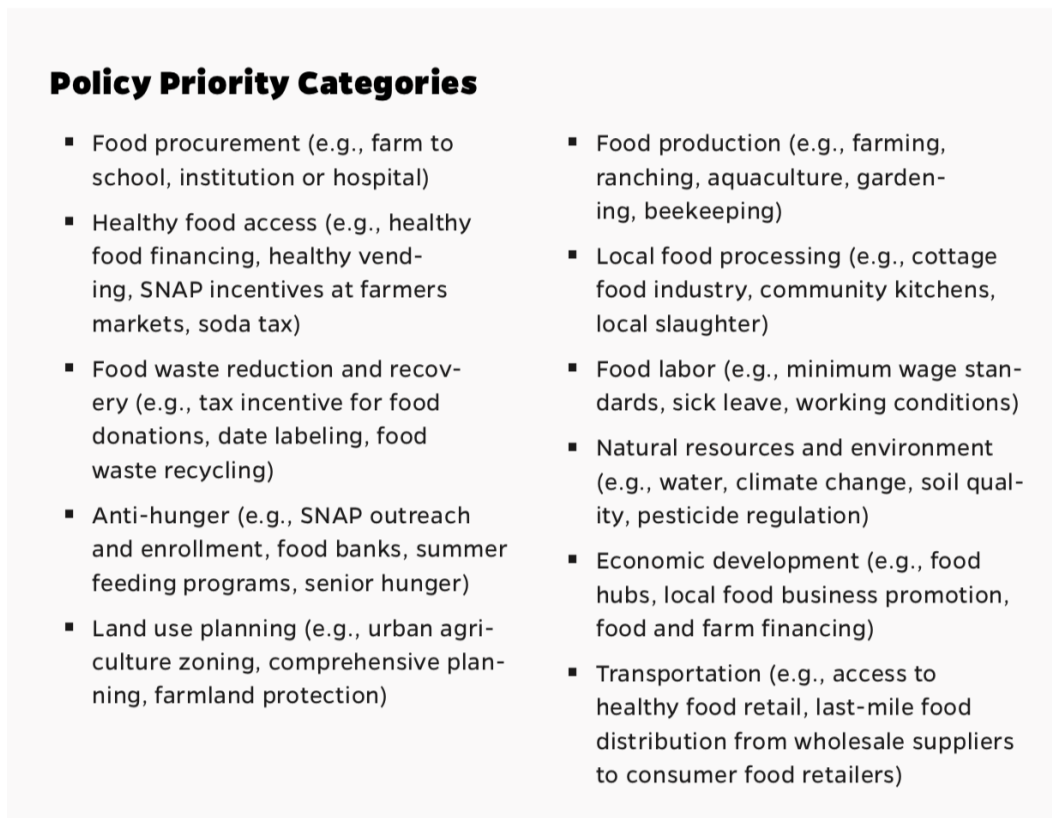 Policy Priority Categories
▪ Food procurement (e.g., farm to
school, institution or hospital)
▪ Healthy food access (e.g., healthy
food financing, healthy vend-
ing, SNAP incentives at farmers
markets, soda tax)
▪ Food waste reduction and recov-
ery (e.g., tax incentive for food
donations, date labeling, food
waste recycling)
▪ Anti-hunger (e.g., SNAP outreach
and enrollment, food banks, summer
feeding programs, senior hunger)
▪ Land use planning (e.g., urban agri-
culture zoning, comprehensive plan-
ning, farmland protection)
▪ Food production (e.g., farming,
ranching, aquaculture, garden-
ing, beekeeping)
▪ Local food processing (e.g., cottage
food industry, community kitchens,
local slaughter)
▪ Food labor (e.g., minimum wage stan-
dards, sick leave, working conditions)
▪ Natural resources and environment
(e.g., water, climate change, soil qual-
ity, pesticide regulation)
▪ Economic development (e.g., food
hubs, local food business promotion,
food and farm financing)
▪ Transportation (e.g., access to
healthy food retail, last-mile food
distribution from wholesale suppliers
to consumer food retailers)